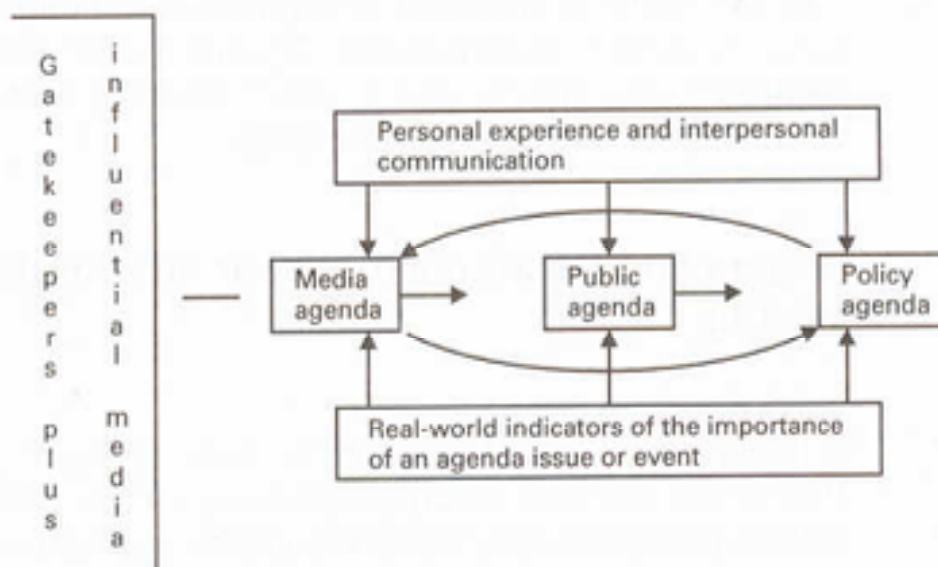 Gatekeepers plus
influential media
Personal experience and interpersonal
communication
Media
agenda
Public
agenda
Policy
agenda
Real-world indicators of the importance
of an agenda issue or event